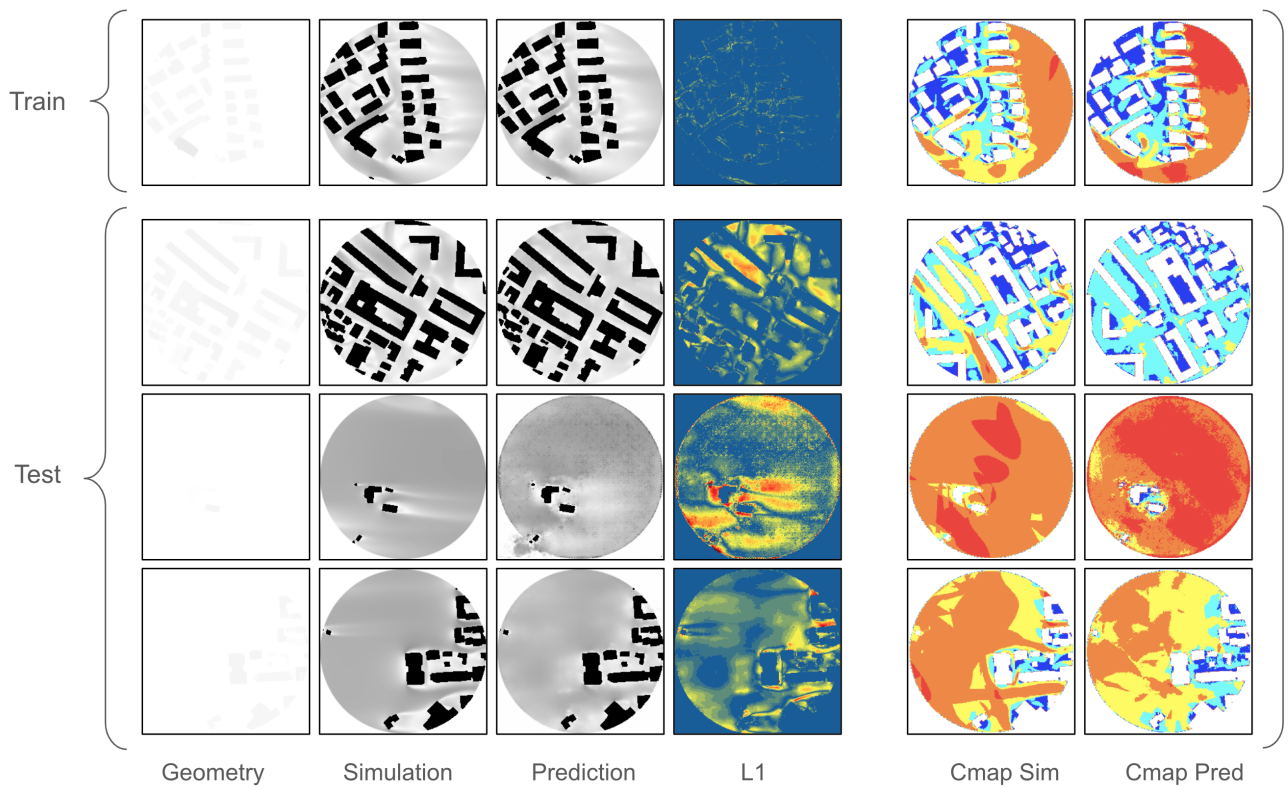 Train
Test
Geometry
Simulation
Prediction
L1
Cmap Sim
Cmap Pred